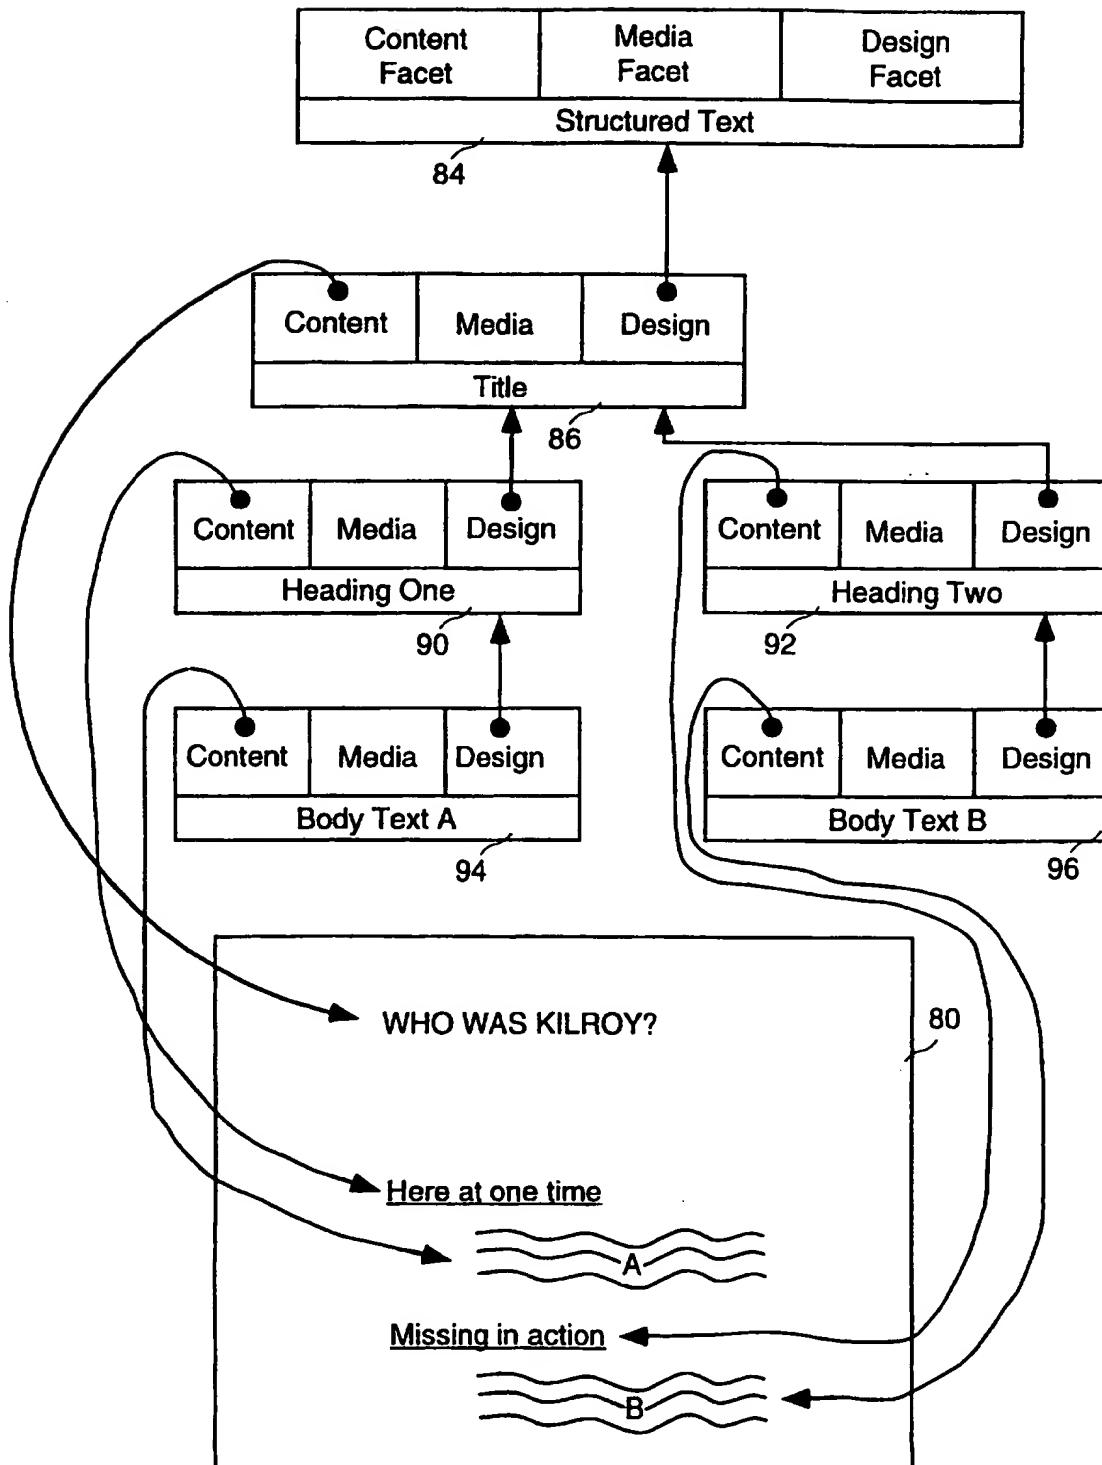 Content Facet
Media Facet
Design Facet
Structured Text
84
Content
Media
Design
Title
86
Content
Media
Design
Heading One
90
Content
Media
Design
Heading Two
92
Content
Media
Design
Body Text A
94
Content
Media
Design
Body Text B
96
80
WHO WAS KILROY?
Here at one time
A
Missing in action
B